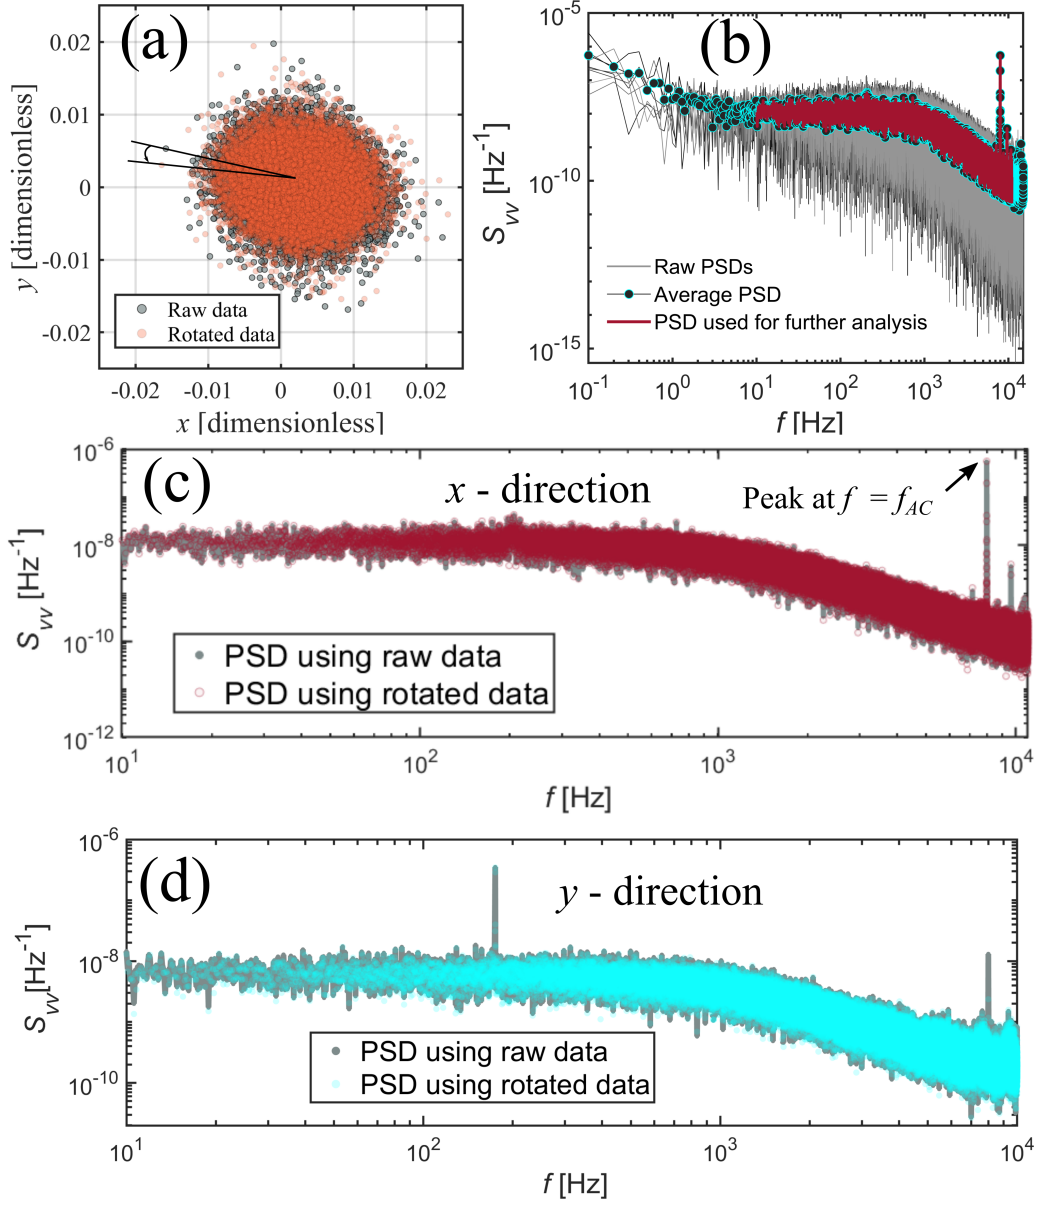 (a)
0.02
0.01
0
-0.01
-0.02
y [dimensionless]
Raw data
Rotated data
-0.02 -0.01 0 0.01 0.02
x [dimensionless]
(b)
10^-5
10^-10
10^-15
S_vv [Hz^-1]
Raw PSDs
Average PSD
PSD used for further analysis
10^-1 10^0 10^1 10^2 10^3 10^4
f [Hz]
(c)
x - direction
Peak at f = f_AC
10^-6
10^-8
10^-10
10^-12
S_vv [Hz^-1]
PSD using raw data
PSD using rotated data
10^1 10^2 10^3 10^4
f [Hz]
(d)
y - direction
10^-6
10^-8
10^-10
S_vv [Hz^-1]
PSD using raw data
PSD using rotated data
10^1 10^2 10^3 10^4
f [Hz]